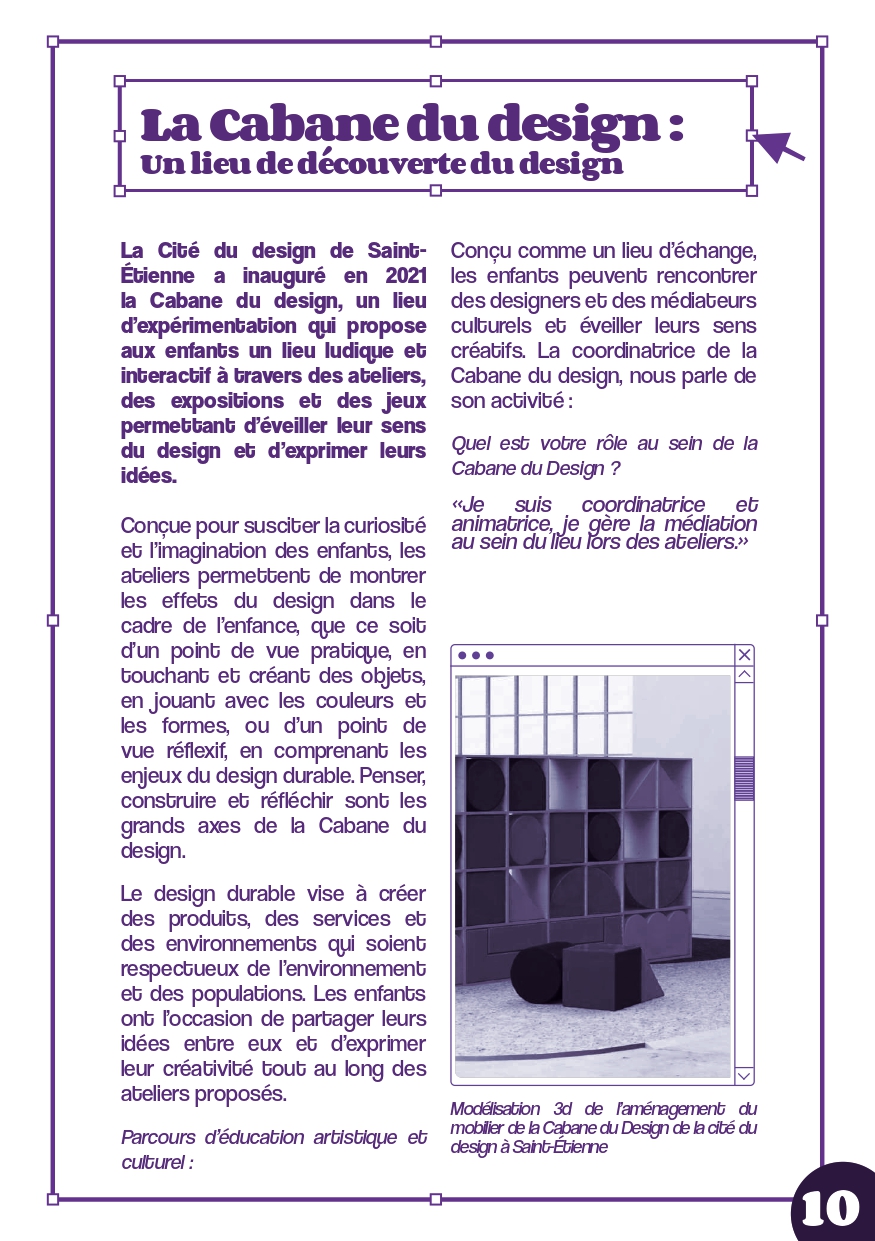 La Cabane du design :
Un lieu de découverte du design
La Cité du design de Saint-
Étienne a inauguré en 2021
la Cabane du design, un lieu
d’expérimentation qui propose
aux enfants un lieu ludique et
interactif à travers des ateliers,
des expositions et des jeux
permettant d’éveiller leur sens
du design et d’exprimer leurs
idées.
Conçue pour susciter la curiosité
et l’imagination des enfants, les
ateliers permettent de montrer
les effets du design dans le
cadre de l’enfance, que ce soit
d’un point de vue pratique, en
touchant et créant des objets,
en jouant avec les couleurs et
les formes, ou d’un point de
vue réflexif, en comprenant les
enjeux du design durable. Penser,
construire et réfléchir sont les
grands axes de la Cabane du
design.
Le design durable vise à créer
des produits, des services et
des environnements qui soient
respectueux de l’environnement
et des populations. Les enfants
ont l’occasion de partager leurs
idées entre eux et d’exprimer
leur créativité tout au long des
ateliers proposés.
Parcours d’éducation artistique et
culturel :
Conçu comme un lieu d’échange,
les enfants peuvent rencontrer
des designers et des médiateurs
culturels et éveiller leurs sens
créatifs. La coordinatrice de la
Cabane du design, nous parle de
son activité :
Quel est votre rôle au sein de la
Cabane du Design ?
«Je suis coordinatrice et
animatrice, je gère la médiation
au sein du lieu lors des ateliers.»
Modélisation 3d de l’aménagement du
mobilier de la Cabane du Design de la cité du
design à Saint-Étienne
10